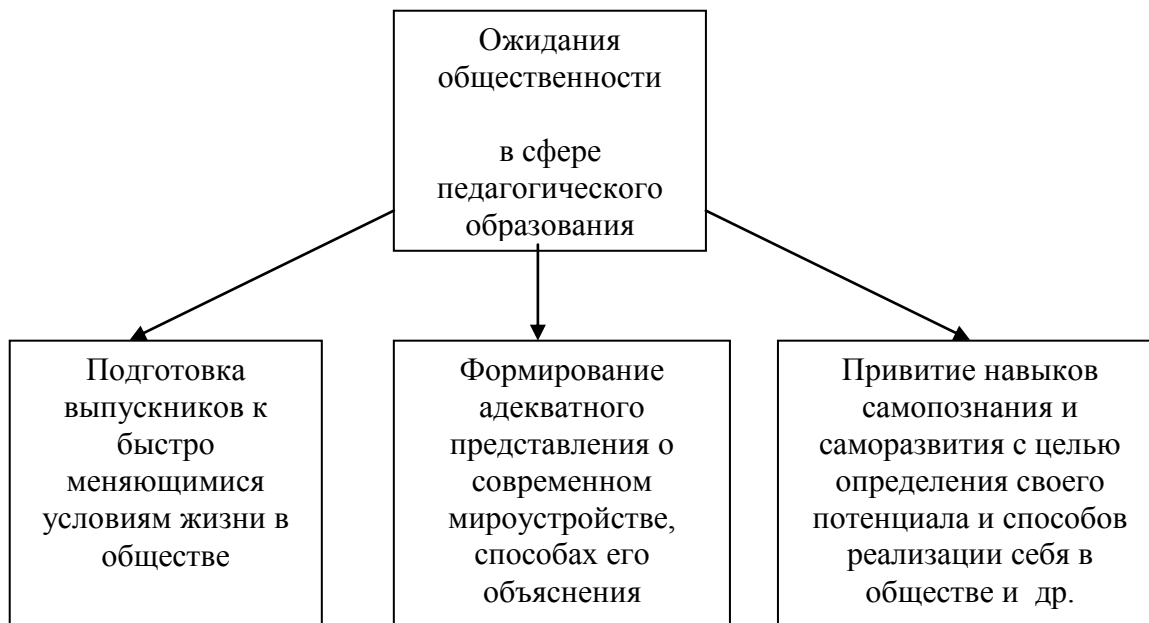 Ожидания
общественности
в сфере
педагогического
образования
Подготовка
выпускников к
быстро
меняющимися
условиям жизни в
обществе
Формирование
адекватного
представления о
современном
мироустройстве,
способах его
объяснения
Привитие навыков
самопознания и
саморазвития с целью
определения своего
потенциала и способов
реализации себя в
обществе и др.